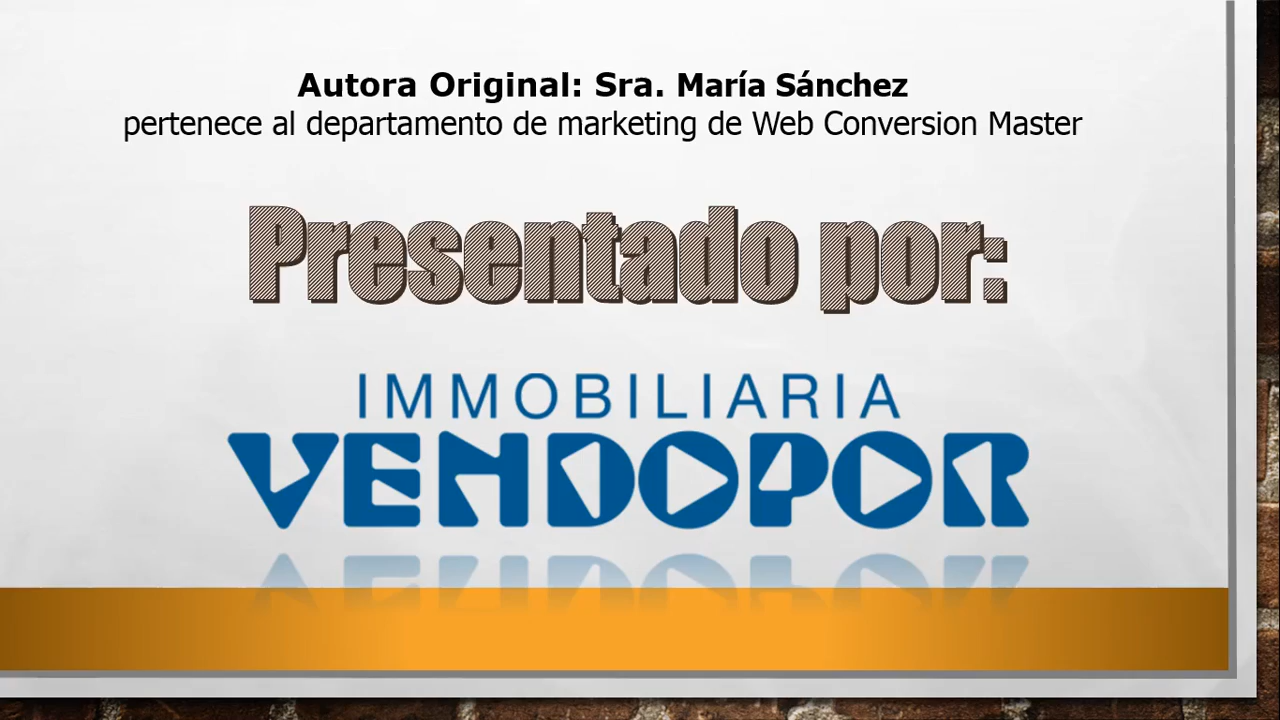 Autora Original: Sra. María Sánchez
pertenece al departamento de marketing de Web Conversion Master
Presentado por:
IMMOBILIARIA
VENDOPOR